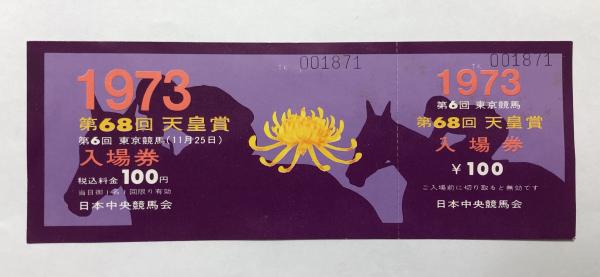 001871
1973
第68回 天皇賞
第6回 東京競馬(11月25日)
入場券
税込料金100円
当日御1名1回限り有効
日本中央競馬会
001871
1973
第6回 東京競馬
第68回 天皇賞
入場券
¥100
ご入場前に切り取ると無効です
日本中央競馬会